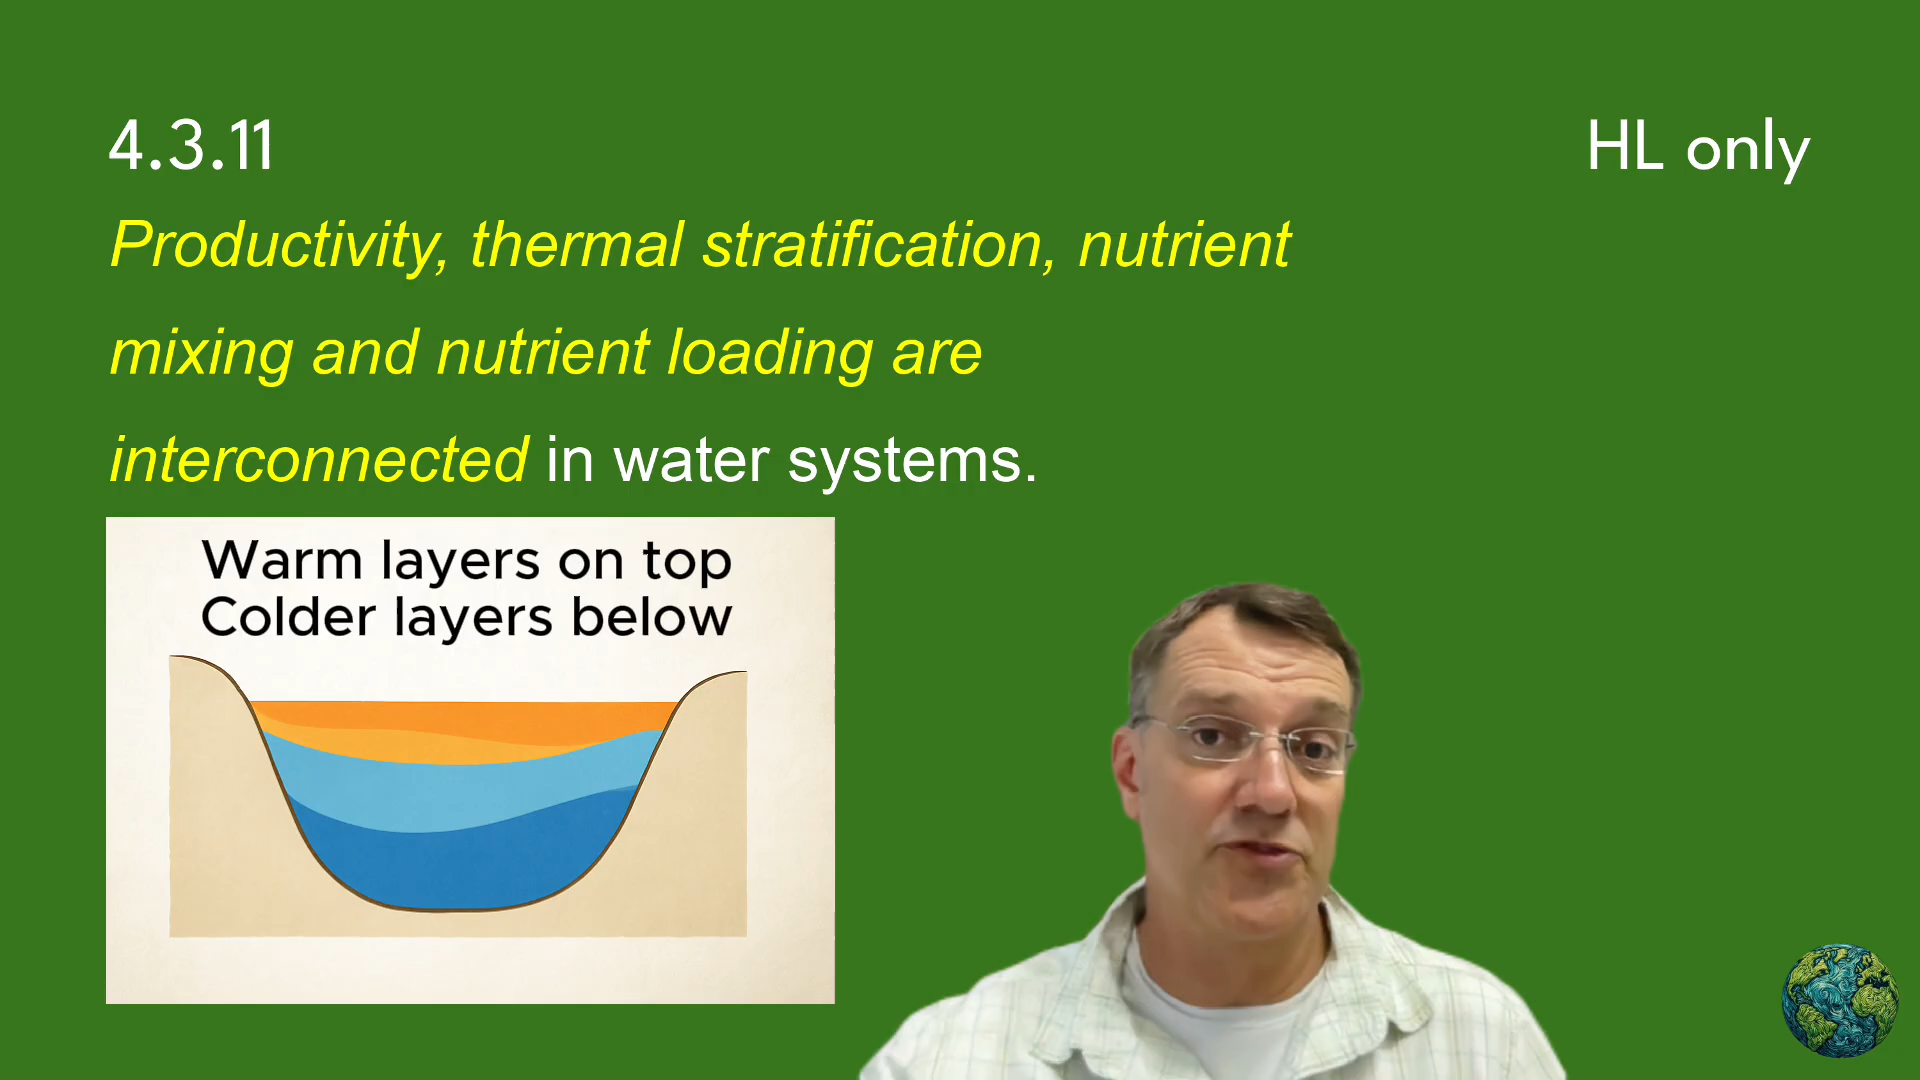 4.3.11
HL only
Productivity, thermal stratification, nutrient
mixing and nutrient loading are
interconnected in water systems.
Warm layers on top
Colder layers below